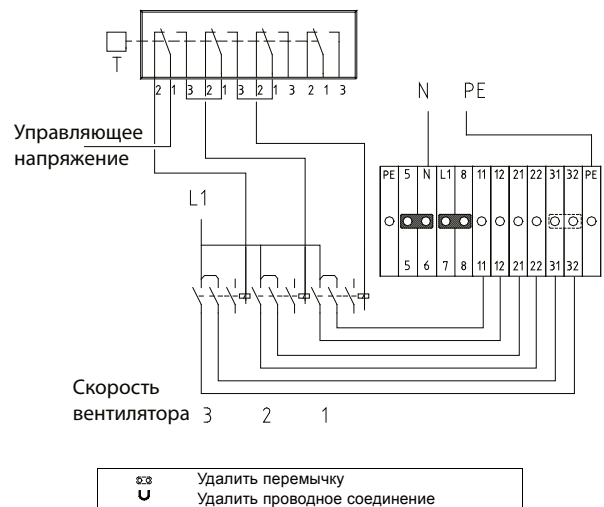 T
2 1 3 2 1 3 2 1 3 2 1 3
N PE
Управляющее
напряжение
PE 5 N L1 8 11 12 21 22 31 32 PE
L1
5 6 7 8 11 12 21 22 31 32
Скорость
вентилятора 3 2 1
Удалить перемычку
Удалить проводное соединение